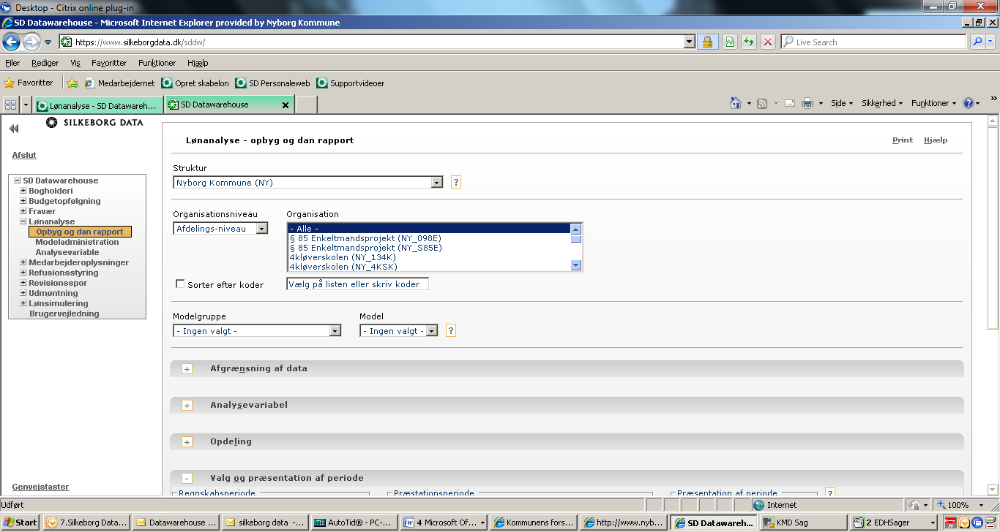 Desktop - Citrix online plug-in
SD Datawarehouse - Microsoft Internet Explorer provided by Nyborg Kommune
https://www.silkeborgdata.dk/sddw/
Live Search
Filer Rediger Vis Favoritter Funktioner Hjælp
Favoritter Medarbejdernet Opret skabelon SD Personaleweb Supportvideoer
Lønanalyse - SD Datawareh... SD Datawarehouse Side Sikkerhed Funktioner
SILKEBORG DATA
Afslut
SD Datawarehouse
Bogholderi
Budgetopfølgning
Fravær
Lønanalyse
Opbyg og dan rapport
Modeladministration
Analysevariable
Medarbejderoplysninger
Refusionsstyring
Revisionsspor
Udmøntning
Lønsimulering
Brugervejledning
Genvejstaster
Lønanalyse - opbyg og dan rapport
Print Hjælp
Struktur
Nyborg Kommune (NY) ?
Organisationsniveau Organisation
Afdelings-niveau
- Alle -
§ 85 Enkeltmandsprojekt (NY_098E)
§ 85 Enkeltmandsprojekt (NY_S85E)
4kløverskolen (NY_134K)
4kløverskolen (NY_4KSK)
Sorter efter koder Vælg på listen eller skriv koder
Modelgruppe Model
- Ingen valgt - - Ingen valgt - ?
+ Afgrænsning af data
+ Analysevariabel
+ Opdeling
- Valg og præsentation af periode
Regnskabsperiode Præstationsperiode Præsentation af periode ?
Udført Internet 100%
Start 7.Silkeborg Data... Datawarehouse ... silkeborg data -... AutoTid® - PC-... 4 Microsoft Of... Kommunens fors... http://www.nyb... SD Datawareh... KMD Sag 2 EDHSager